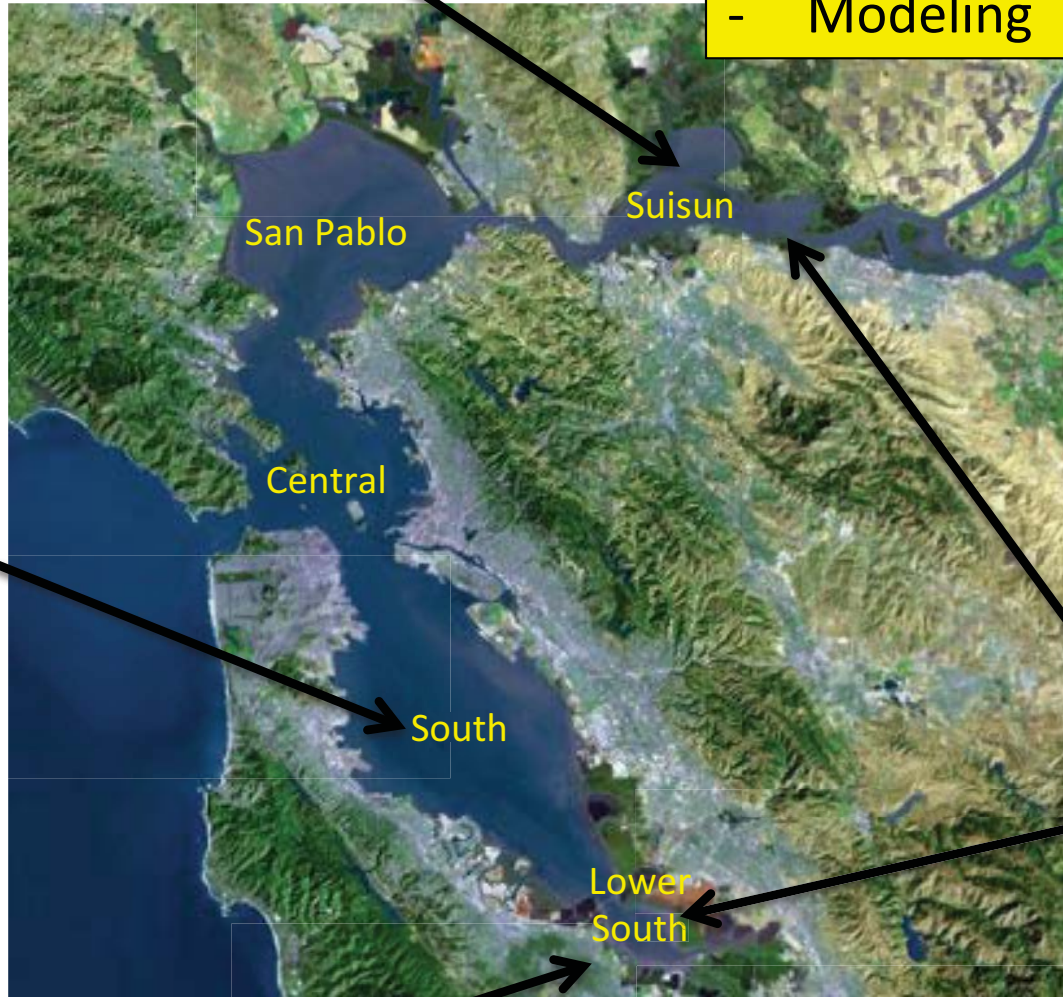 - Modeling
Suisun
San Pablo
Central
South
Lower
South